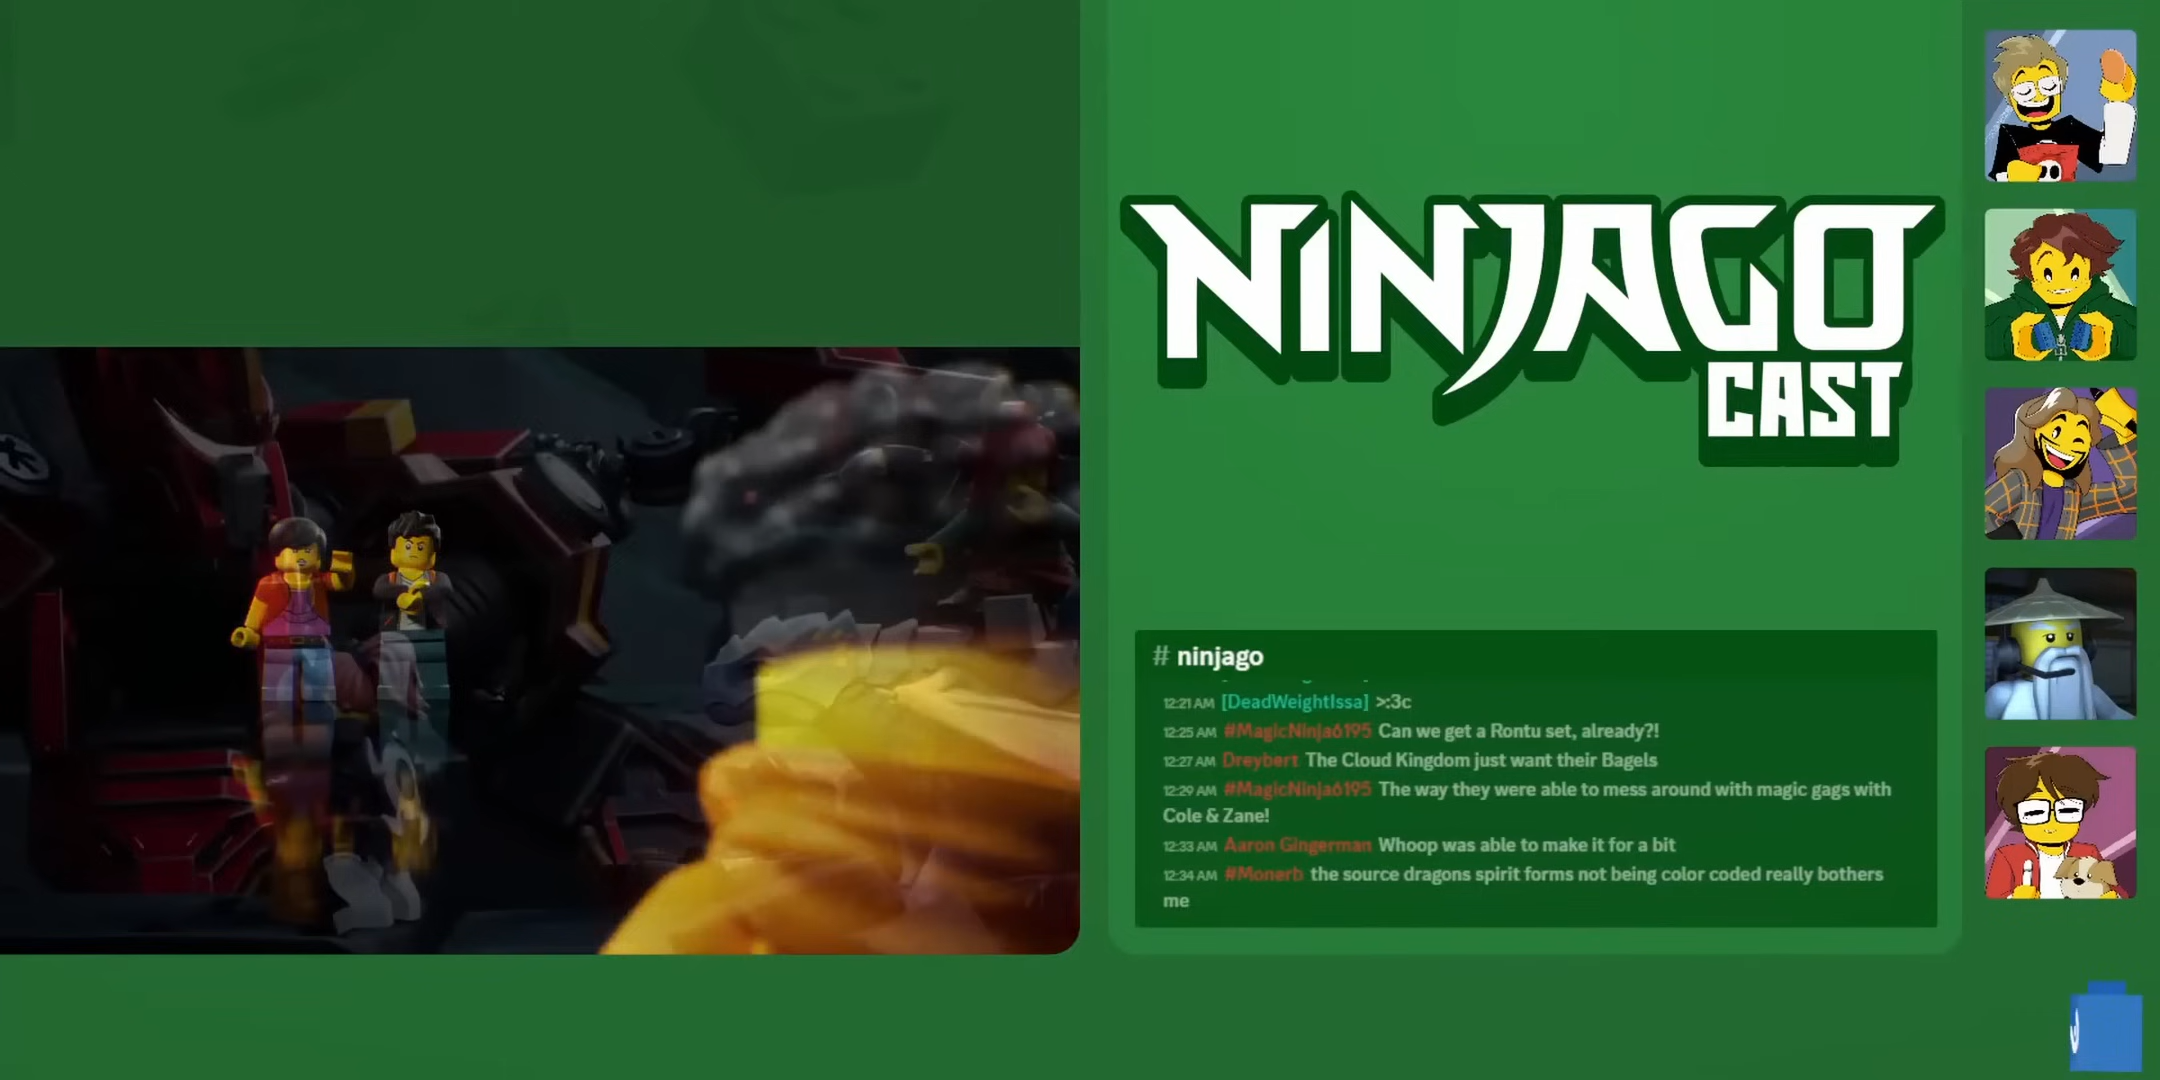 NINJAGO
CAST
# ninjago
12:21 AM [DeadWeightIssa] >:3c
12:25 AM #MagicNinja6195 Can we get a Rontu set, already?!
12:27 AM Dreybert The Cloud Kingdom just want their Bagels
12:29 AM #MagicNinja6195 The way they were able to mess around with magic gags with
Cole & Zane!
12:33 AM Aaron Gingerman Whoop was able to make it for a bit
12:34 AM #Monerb the source dragons spirit forms not being color coded really bothers
me